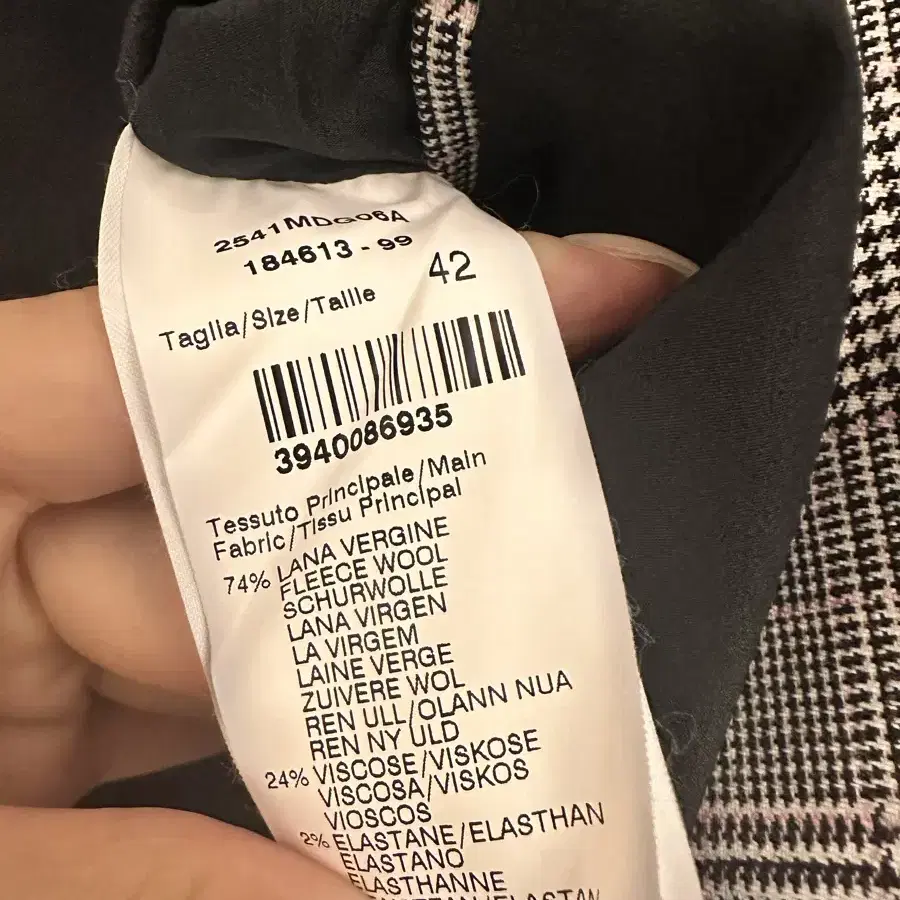 2541MDG06A
184613 - 99
Taglia/Size/Taille 42
3940086935
Tessuto Principale/Main
Fabric/Tissu Principal
74% LANA VERGINE
FLEECE WOOL
SCHURWOLLE
LANA VIRGEN
LA VIRGEM
LAINE VERGE
ZUIVERE WOL
REN ULL/OLANN NUA
REN NY ULD
24% VISCOSE/VISKOSE
VISCOSA/VISKOS
VIOSCOS
2% ELASTANE/ELASTHAN
ELASTANO
ELASTHANNE